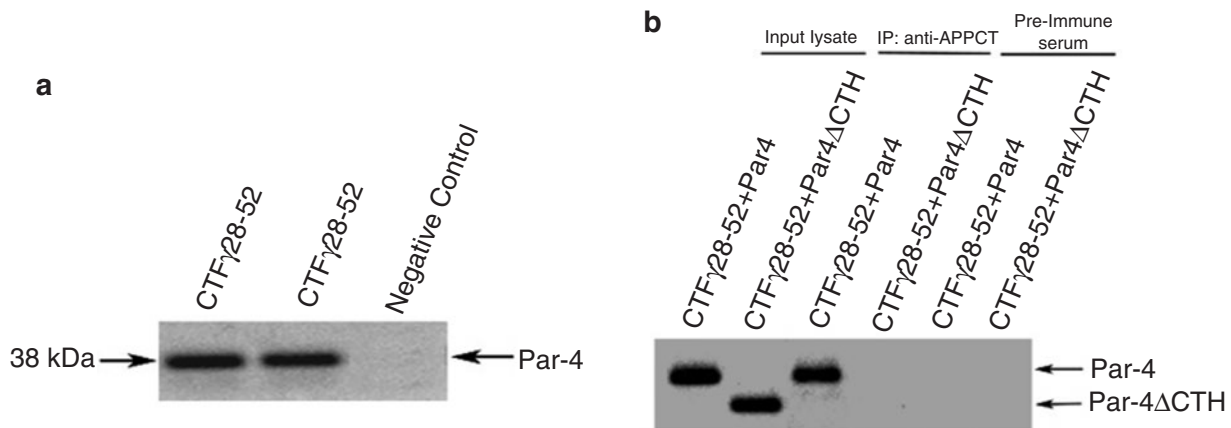 a
CTFγ28-52
CTFγ28-52
Negative Control
38 kDa
Par-4
b
Input lysate
IP: anti-APPCT
Pre-Immune
serum
CTFγ28-52+Par4
CTFγ28-52+Par4ΔCTH
CTFγ28-52+Par4
CTFγ28-52+Par4ΔCTH
CTFγ28-52+Par4
CTFγ28-52+Par4ΔCTH
Par-4
Par-4ΔCTH